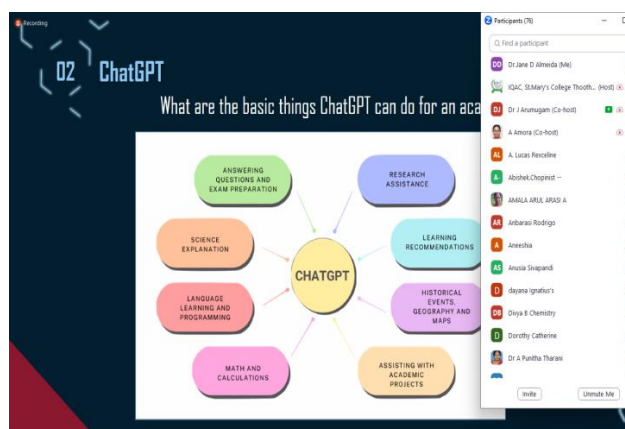 Recording
02 ChatGPT
What are the basic things ChatGPT can do for an aca
ANSWERING
QUESTIONS AND
EXAM PREPARATION
RESEARCH
ASSISTANCE
SCIENCE
EXPLANATION
LEARNING
RECOMMENDATIONS
CHATGPT
LANGUAGE
LEARNING AND
PROGRAMMING
HISTORICAL
EVENTS,
GEOGRAPHY AND
MAPS
MATH AND
CALCULATIONS
ASSISTING WITH
ACADEMIC
PROJECTS
Participants (76)
Find a participant
DD Dr.Jane D Almeida (Me)
IQAC, St.Mary's College Thooth... (Host)
DJ Dr J Arumugam (Co-host)
A Amora (Co-host)
AL A. Lucas Rexceline
A- Abishek,Chopinist --
AMALA ARUL ARASI A
AR Anbarasi Rodrigo
A Aneeshia
AS Anusia Sivapandi
D dayana Ignatius's
DB Divya B Chemistry
D Dorothy Catherine
Dr A Punitha Tharani
Invite Unmute Me